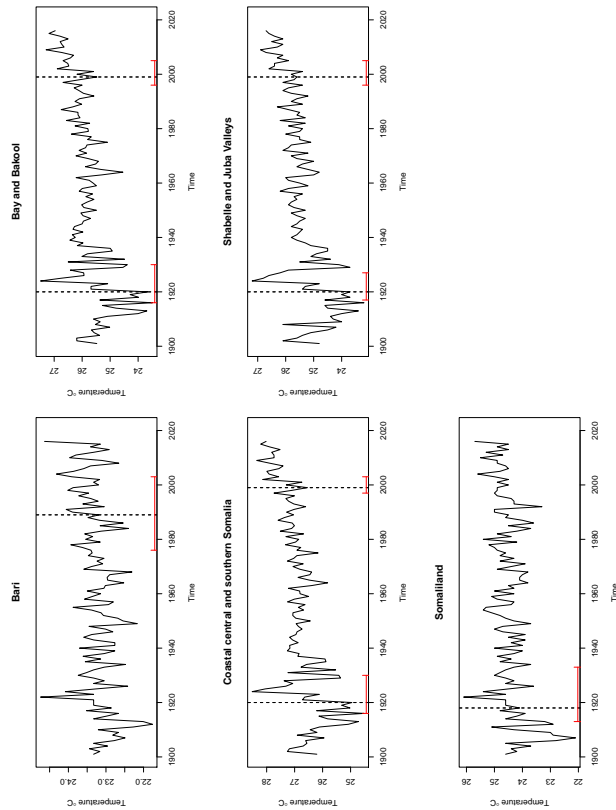 Bari
Temperature °C
24.0
23.0
22.0
1900 1920 1940 1960 1980 2000 2020
Time
Bay and Bakool
Temperature °C
27
26
25
24
1900 1920 1940 1960 1980 2000 2020
Time
Coastal central and southern Somalia
Temperature °C
28
27
26
25
1900 1920 1940 1960 1980 2000 2020
Time
Shabelle and Juba Valleys
Temperature °C
27
26
25
24
1900 1920 1940 1960 1980 2000 2020
Time
Somaliland
Temperature °C
26
25
24
23
22
1900 1920 1940 1960 1980 2000 2020
Time